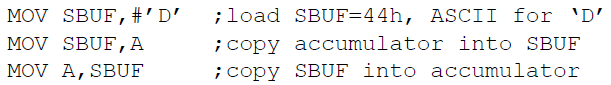 MOV SBUF,#’D’ ;load SBUF=44h, ASCII for ‘D’
MOV SBUF,A ;copy accumulator into SBUF
MOV A,SBUF ;copy SBUF into accumulator